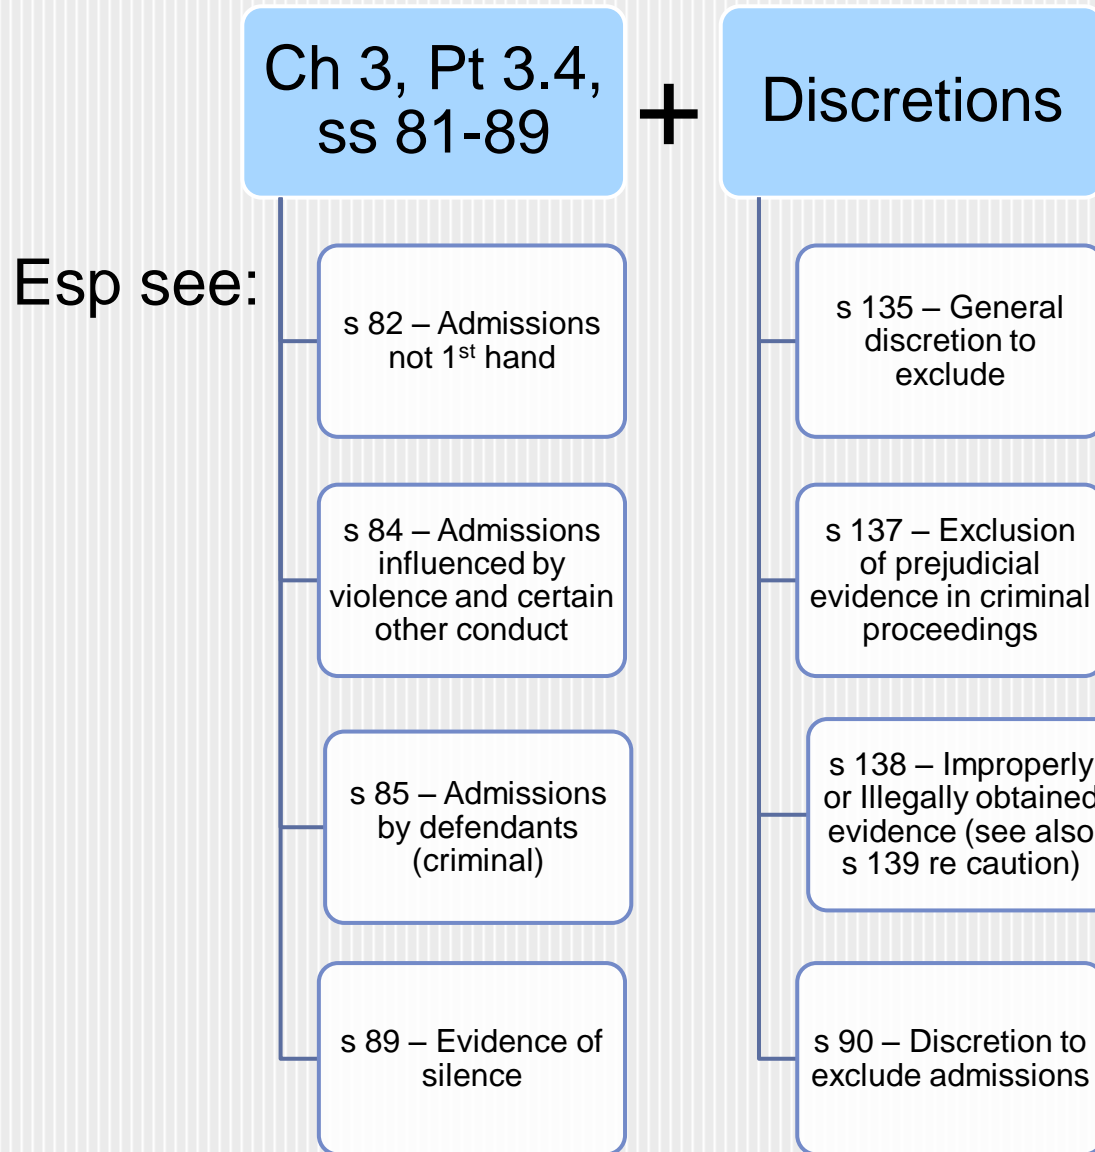 Ch 3, Pt 3.4,
ss 81-89
+
Discretions
Esp see:
s 82 – Admissions
not 1st hand
s 84 – Admissions
influenced by
violence and certain
other conduct
s 85 – Admissions
by defendants
(criminal)
s 89 – Evidence of
silence
s 135 – General
discretion to
exclude
s 137 – Exclusion
of prejudicial
evidence in criminal
proceedings
s 138 – Improperly
or Illegally obtained
evidence (see also
s 139 re caution)
s 90 – Discretion to
exclude admissions